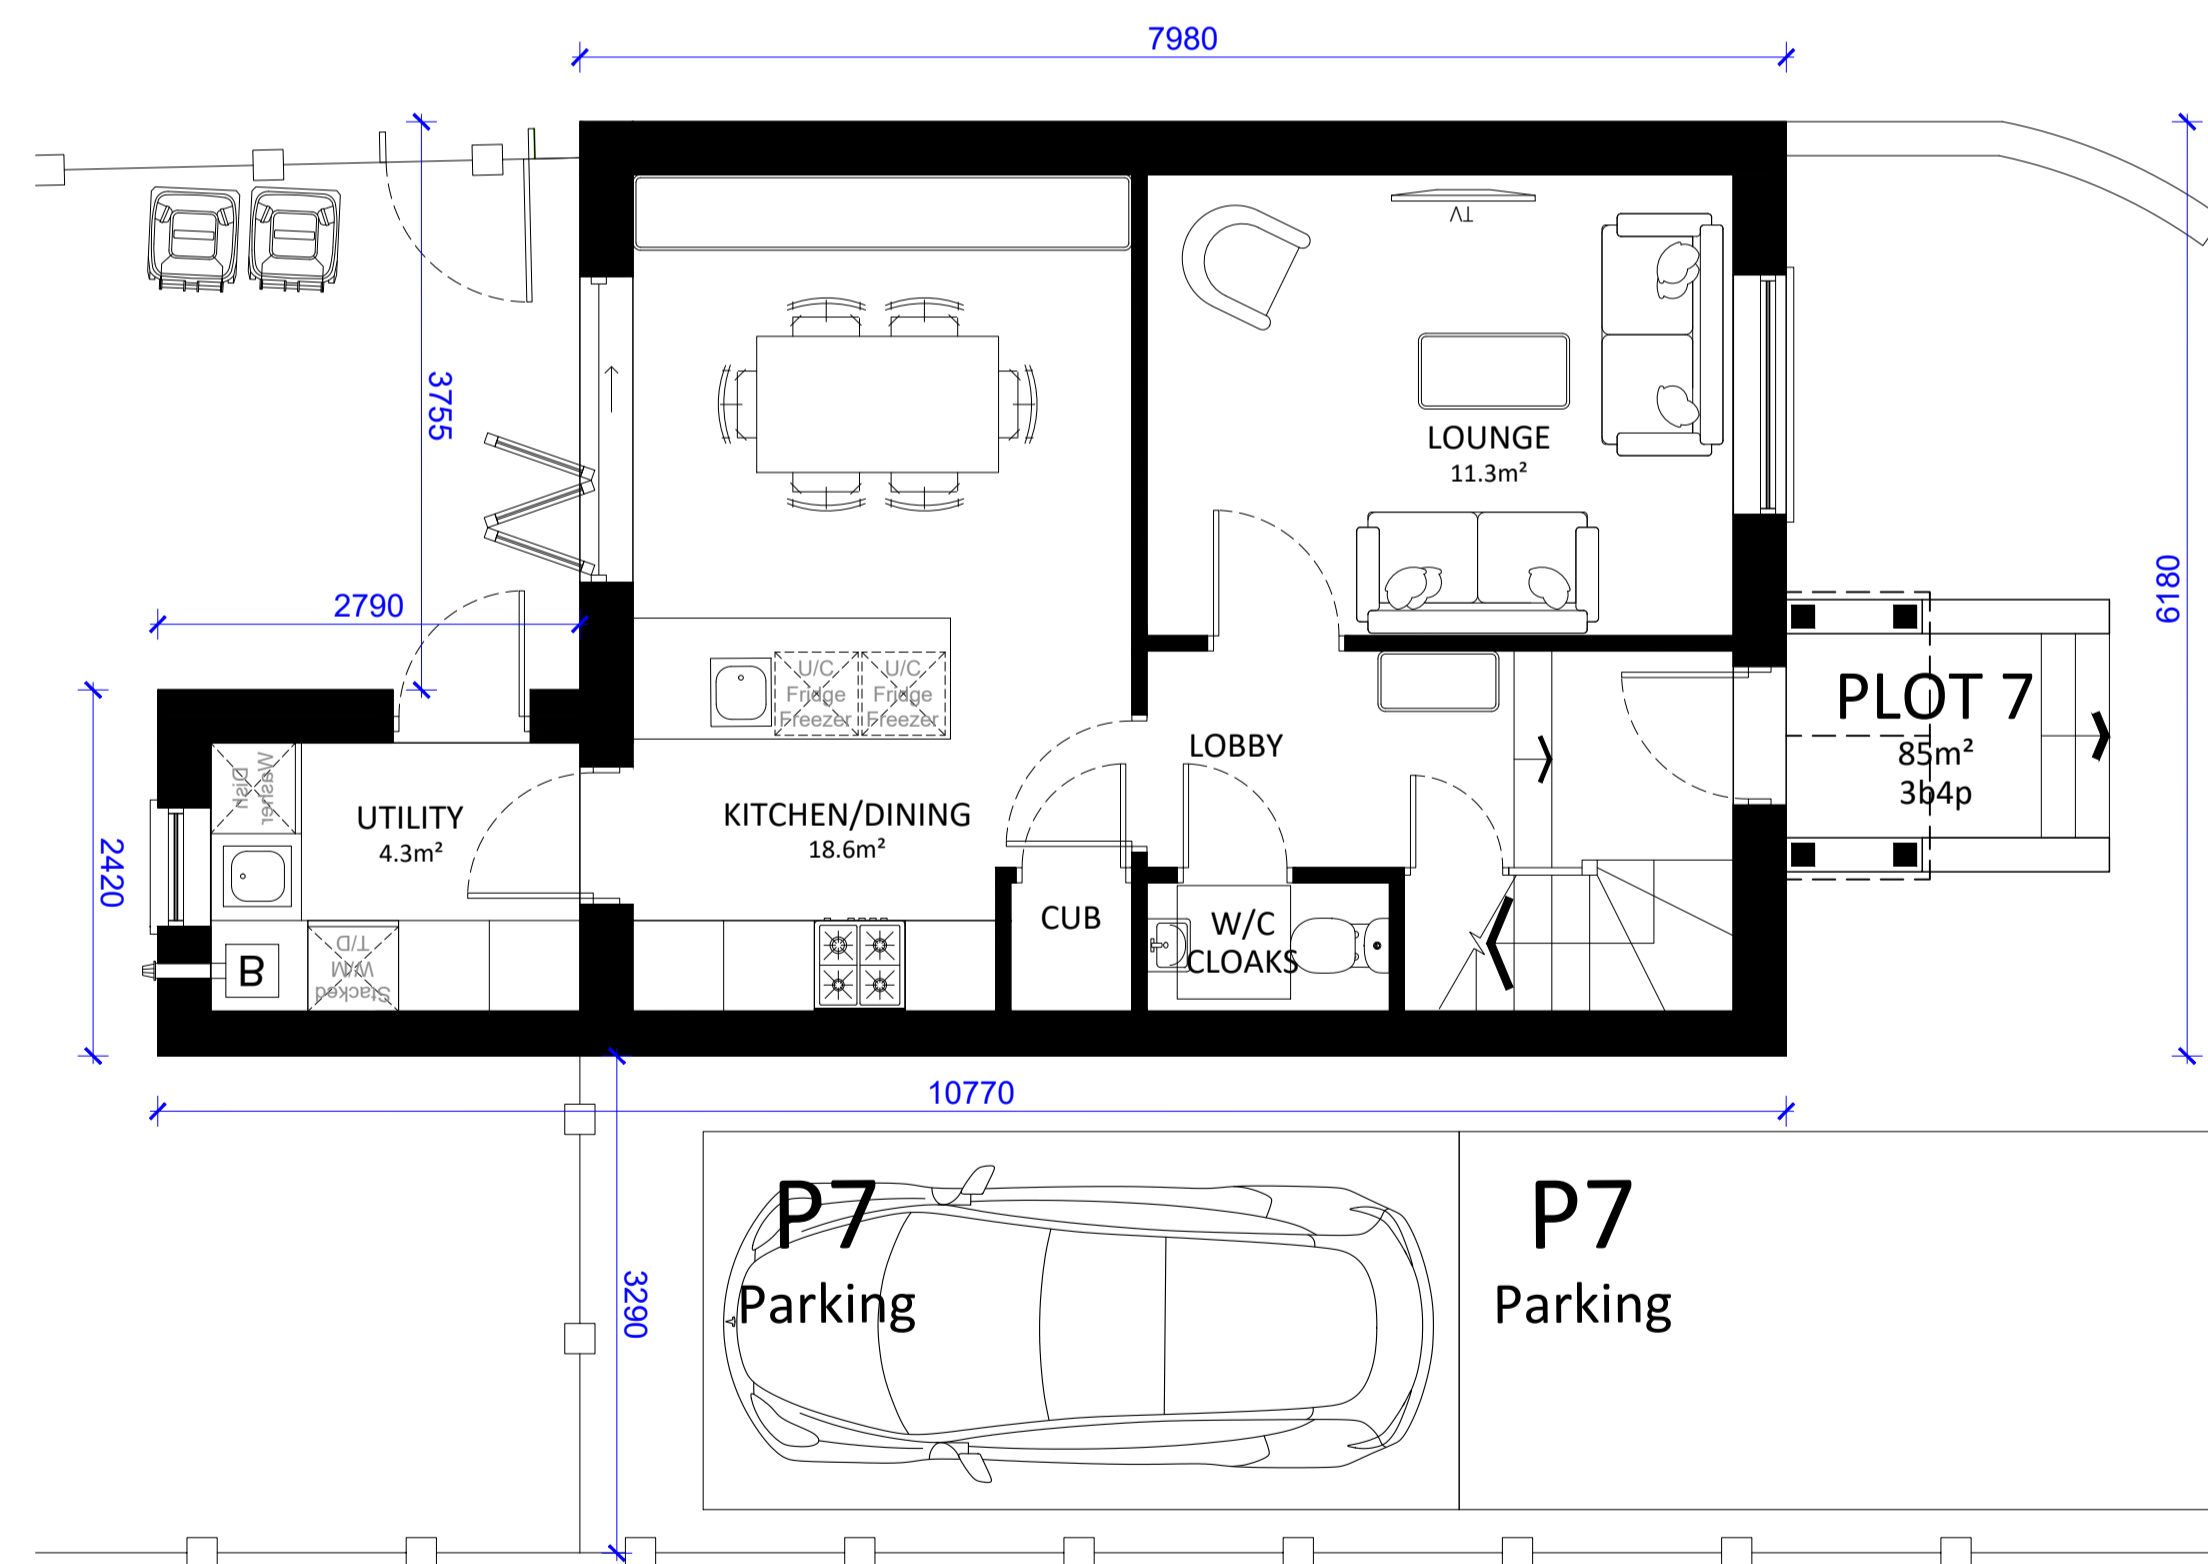 7980
3755
TV
LOUNGE
11.3m²
2790
6180
U/C
Fridge
Freezer
U/C
Fridge
Freezer
PLOT 7
85m²
3b4p
LOBBY
Dish
Washer
UTILITY
4.3m²
KITCHEN/DINING
18.6m²
2420
CUB
W/C
CLOAKS
B
Stacked
W/M
T/D
10770
P7
Parking
P7
Parking
3290